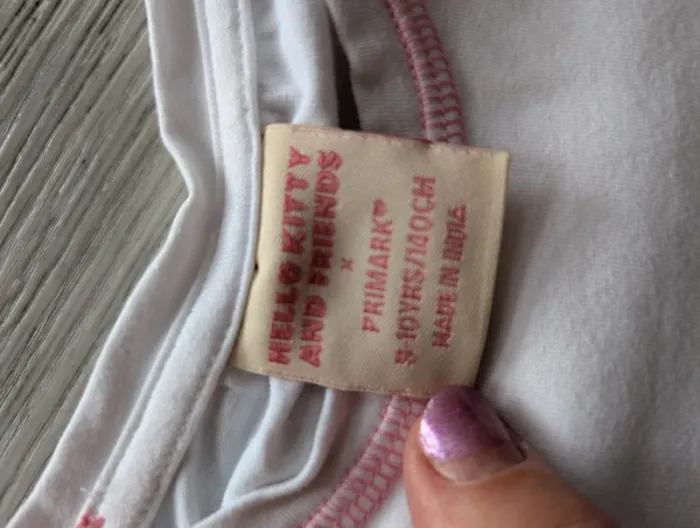 HELLO KITTY
AND FRIENDS
x
PRIMARK
9-10YRS/140CM
MADE IN INDIA